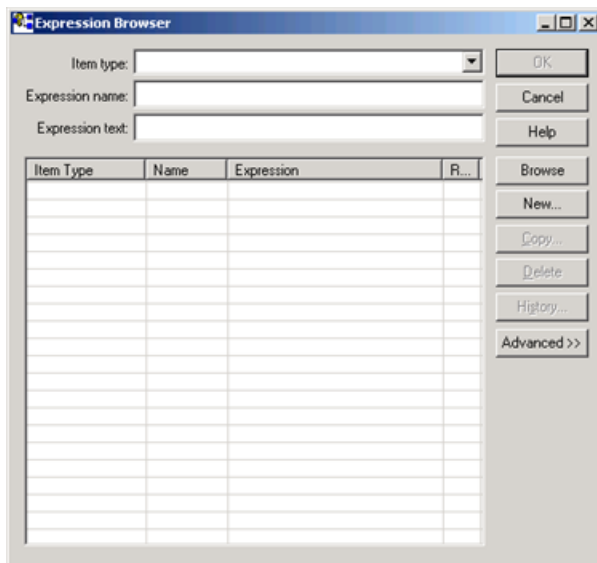 Expression Browser
Item type:
OK
Expression name:
Cancel
Expression text:
Help
Item Type Name Expression R...
Browse
New...
Copy...
Delete
History...
Advanced >>